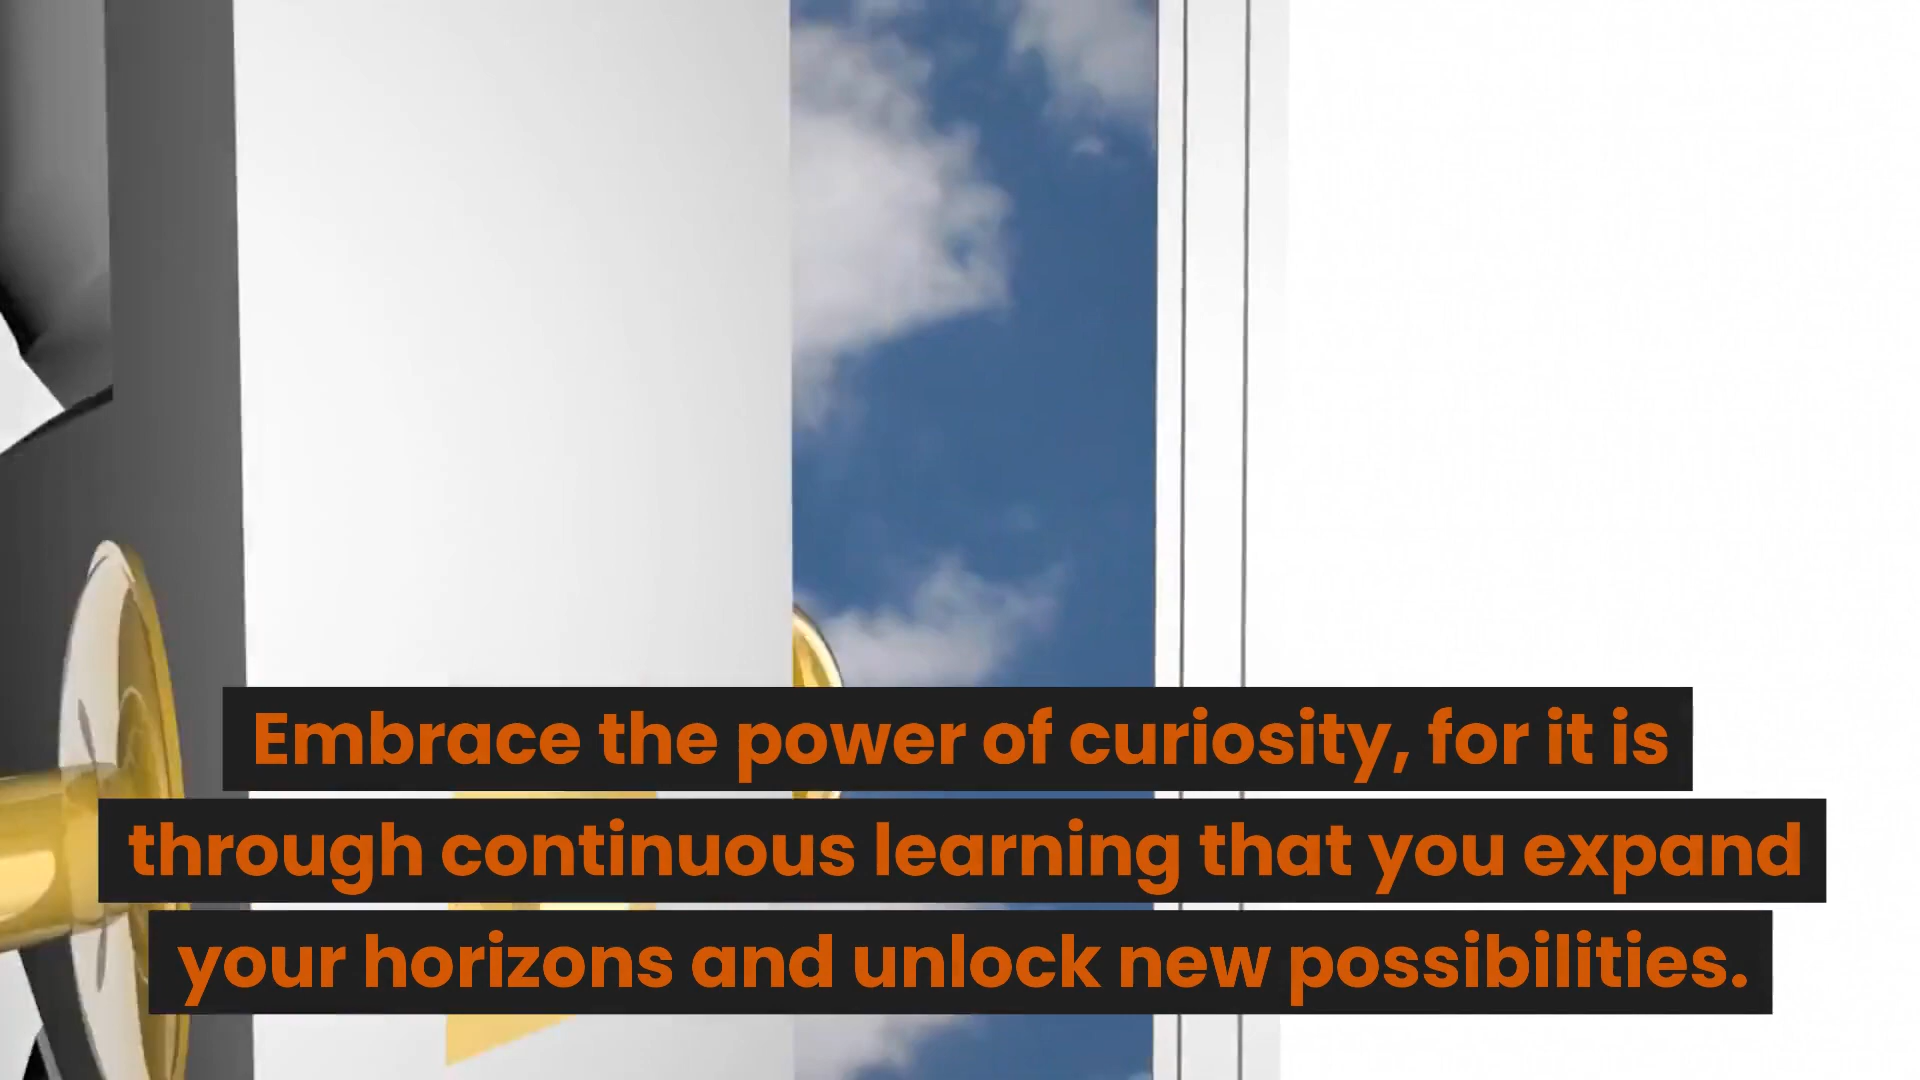 Embrace the power of curiosity, for it is
through continuous learning that you expand
your horizons and unlock new possibilities.